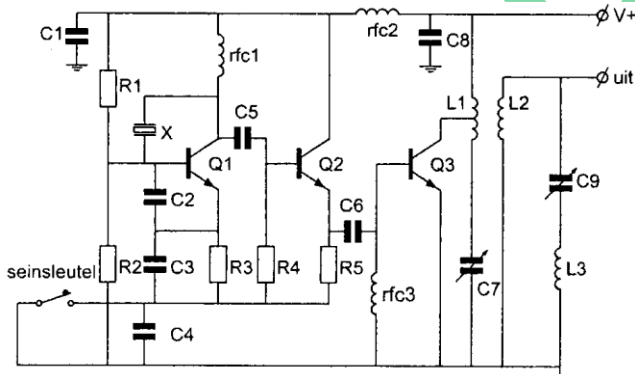 C1
rfc1
rfc2
C8
V+
uit
R1
X
C5
L1
L2
Q1
Q2
Q3
C9
C2
C6
seinsleutel
R2
C3
R3
R4
R5
rfc3
C7
L3
C4